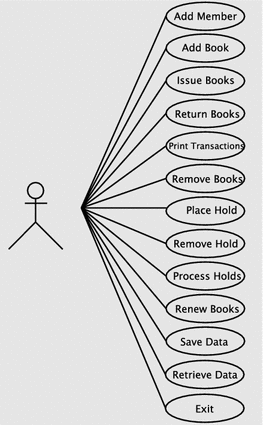 Add Member
Add Book
Issue Books
Return Books
Print Transactions
Remove Books
Place Hold
Remove Hold
Process Holds
Renew Books
Save Data
Retrieve Data
Exit